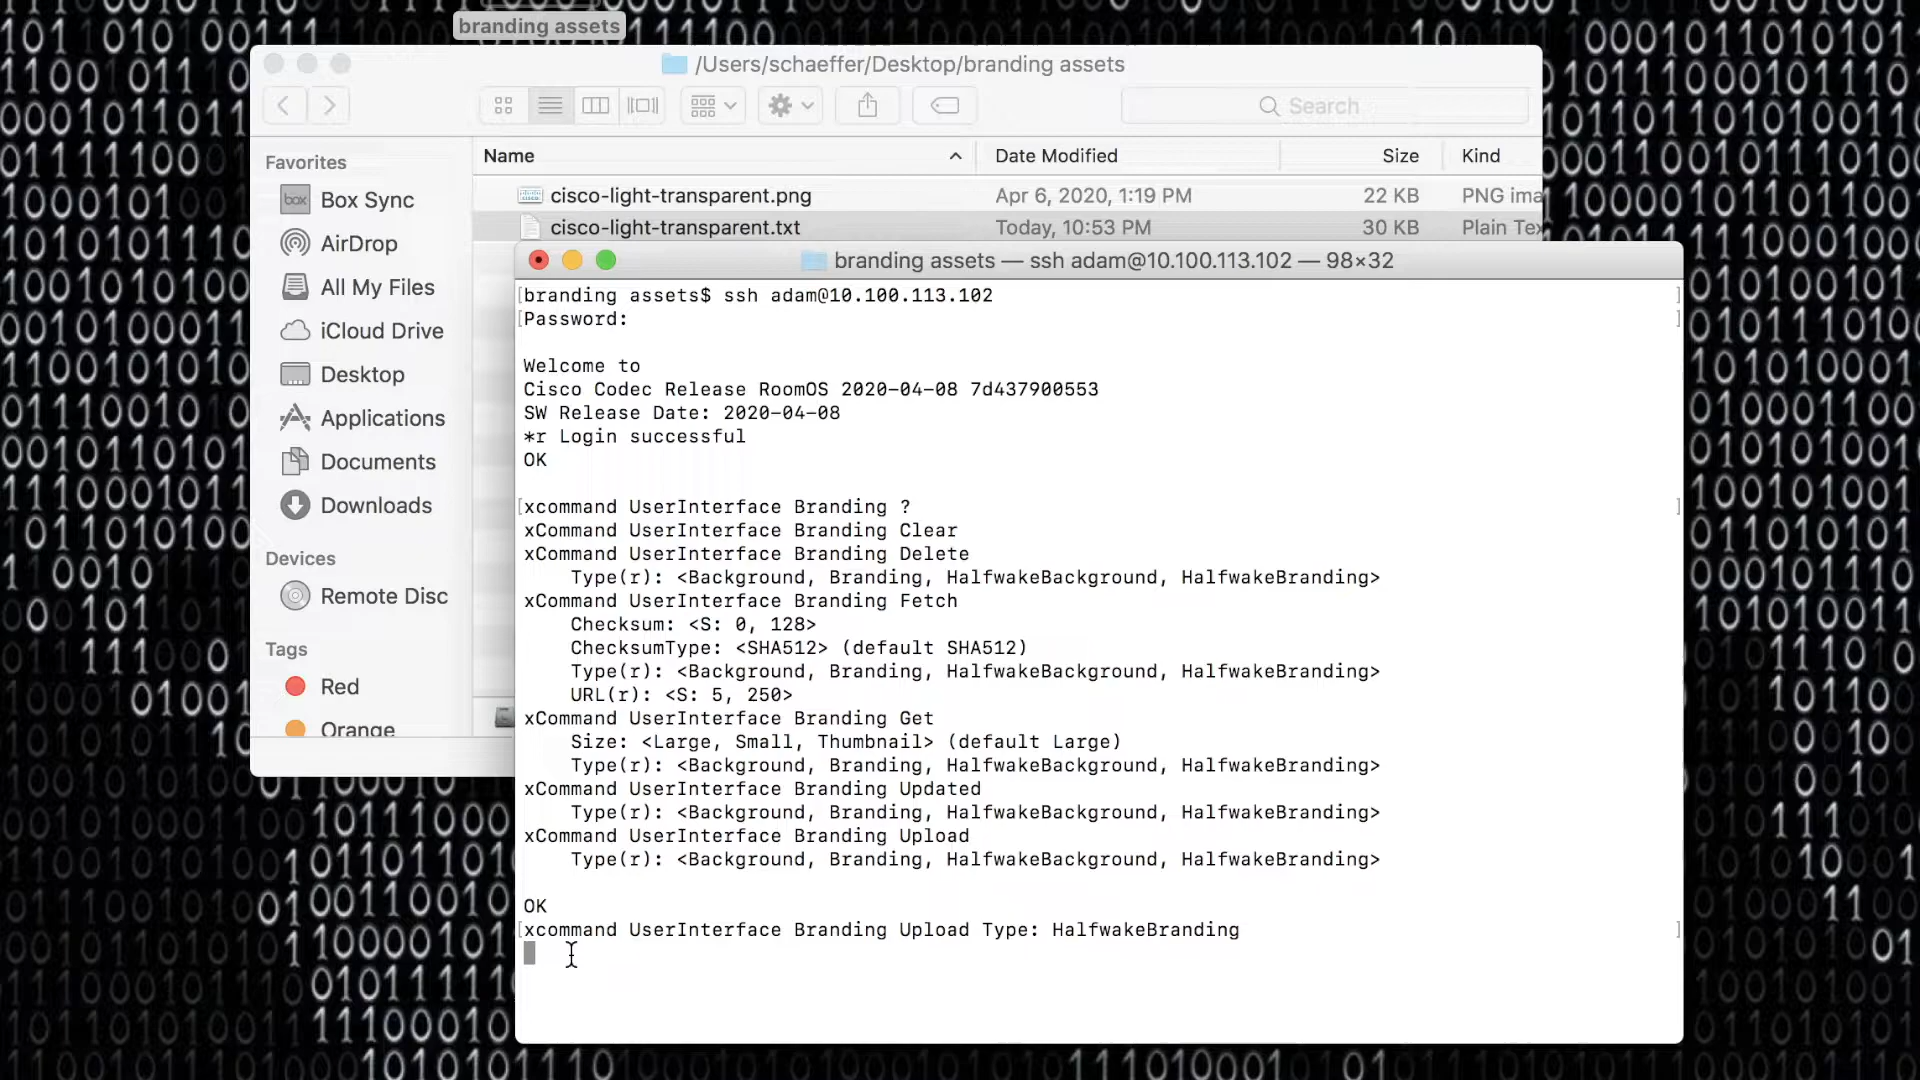 branding assets
/Users/schaeffer/Desktop/branding assets
Search
Favorites
Box Sync
AirDrop
All My Files
iCloud Drive
Desktop
Applications
Documents
Downloads
Devices
Remote Disc
Tags
Red
Orange
Name Date Modified Size Kind
cisco-light-transparent.png Apr 6, 2020, 1:19 PM 22 KB PNG ima
cisco-light-transparent.txt Today, 10:53 PM 30 KB Plain Tex
branding assets — ssh adam@10.100.113.102 — 98×32
[branding assets$ ssh adam@10.100.113.102 ]
[Password: ]
Welcome to
Cisco Codec Release RoomOS 2020-04-08 7d437900553
SW Release Date: 2020-04-08
*r Login successful
OK
[xcommand UserInterface Branding ? ]
xCommand UserInterface Branding Clear
xCommand UserInterface Branding Delete
Type(r): <Background, Branding, HalfwakeBackground, HalfwakeBranding>
xCommand UserInterface Branding Fetch
Checksum: <S: 0, 128>
ChecksumType: <SHA512> (default SHA512)
Type(r): <Background, Branding, HalfwakeBackground, HalfwakeBranding>
URL(r): <S: 5, 250>
xCommand UserInterface Branding Get
Size: <Large, Small, Thumbnail> (default Large)
Type(r): <Background, Branding, HalfwakeBackground, HalfwakeBranding>
xCommand UserInterface Branding Updated
Type(r): <Background, Branding, HalfwakeBackground, HalfwakeBranding>
xCommand UserInterface Branding Upload
Type(r): <Background, Branding, HalfwakeBackground, HalfwakeBranding>
OK
[xcommand UserInterface Branding Upload Type: HalfwakeBranding ]